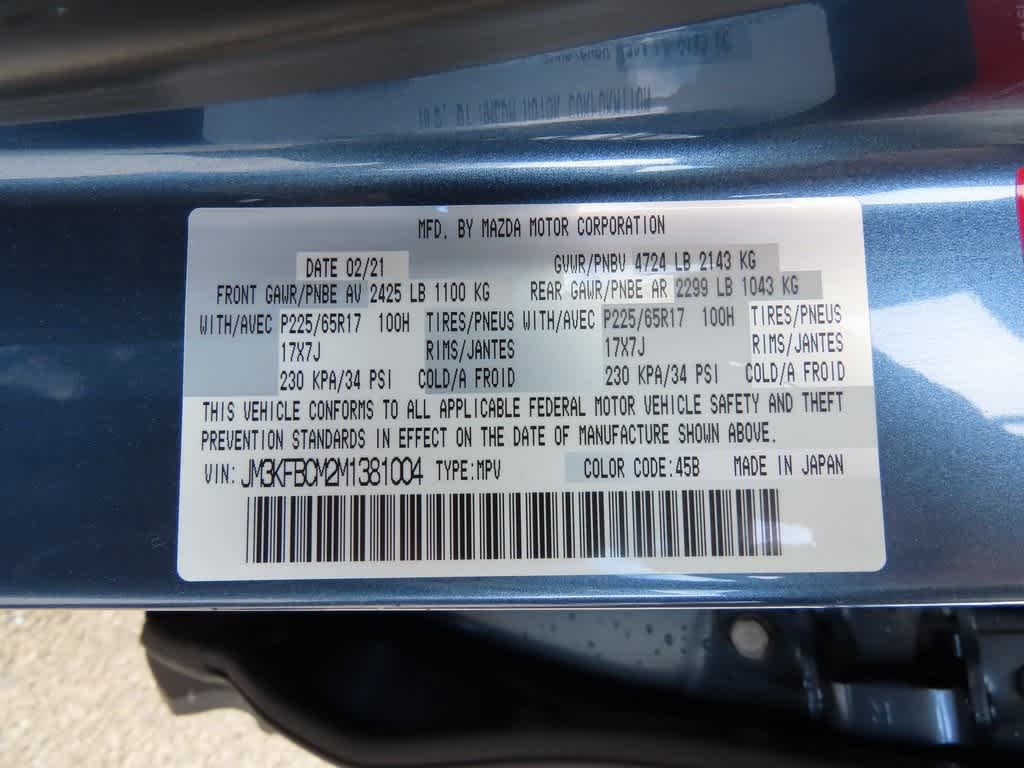 MFD. BY MAZDA MOTOR CORPORATION
DATE 02/21 GVWR/PNBV 4724 LB 2143 KG
FRONT GAWR/PNBE AV 2425 LB 1100 KG REAR GAWR/PNBE AR 2299 LB 1043 KG
WITH/AVEC P225/65R17 100H TIRES/PNEUS WITH/AVEC P225/65R17 100H TIRES/PNEUS
17X7J RIMS/JANTES 17X7J RIMS/JANTES
230 KPA/34 PSI COLD/A FROID 230 KPA/34 PSI COLD/A FROID
THIS VEHICLE CONFORMS TO ALL APPLICABLE FEDERAL MOTOR VEHICLE SAFETY AND THEFT
PREVENTION STANDARDS IN EFFECT ON THE DATE OF MANUFACTURE SHOWN ABOVE.
VIN: JM3KFBCM2M1381004 TYPE:MPV COLOR CODE:45B MADE IN JAPAN